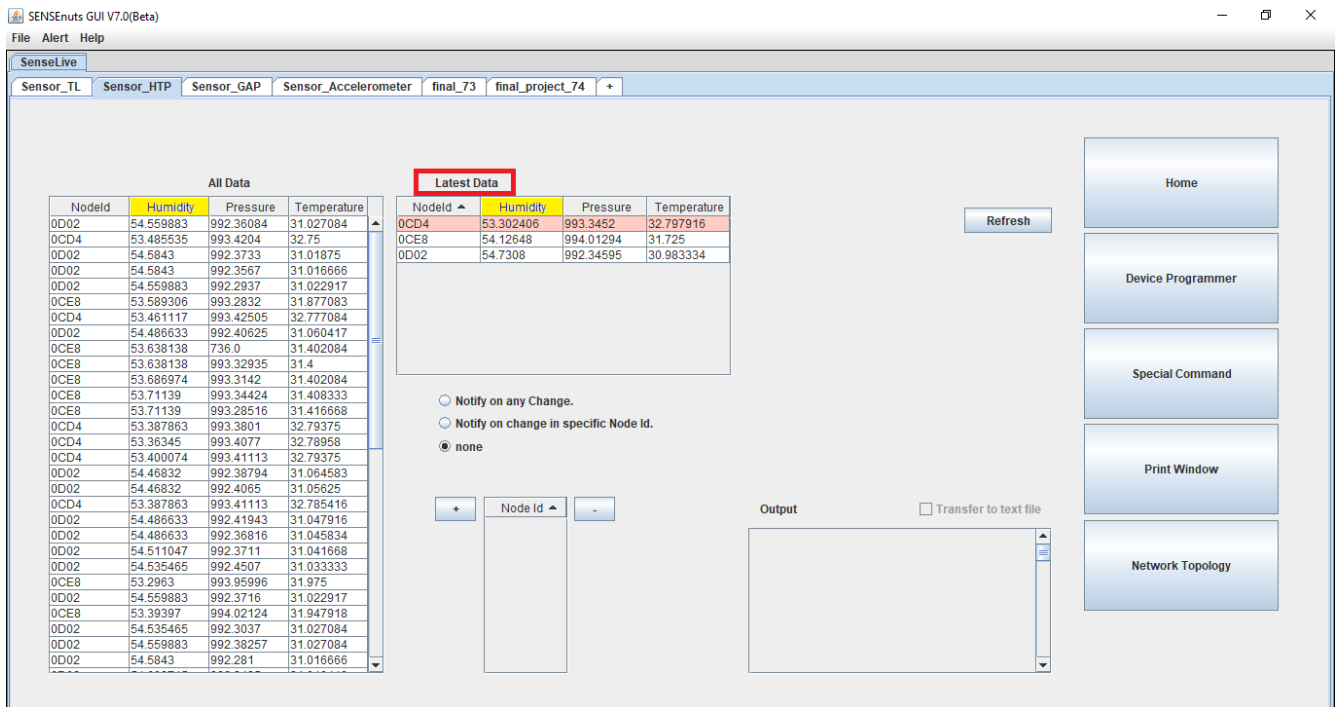 SENSEnuts GUI V7.0(Beta)
File Alert Help
SenseLive
Sensor_TL Sensor_HTP Sensor_GAP Sensor_Accelerometer final_73 final_project_74 +
All Data
NodeId Humidity Pressure Temperature
0D02 54.559883 992.36084 31.027084
0CD4 53.485535 993.4204 32.75
0D02 54.5843 992.3733 31.01875
0D02 54.5843 992.3567 31.016666
0D02 54.559883 992.2937 31.022917
0CE8 53.589306 993.2832 31.877083
0CD4 53.461117 993.42505 32.777084
0D02 54.486633 992.40625 31.060417
0CE8 53.638138 736.0 31.402084
0CE8 53.638138 993.32935 31.4
0CE8 53.686974 993.3142 31.402084
0CE8 53.71139 993.34424 31.408333
0CE8 53.71139 993.28516 31.416668
0CD4 53.387863 993.3801 32.79375
0CD4 53.36345 993.4077 32.78958
0CD4 53.400074 993.41113 32.79375
0D02 54.46832 992.38794 31.064583
0D02 54.46832 992.4065 31.05625
0CD4 53.387863 993.41113 32.785416
0D02 54.486633 992.41943 31.047916
0D02 54.486633 992.36816 31.045834
0D02 54.511047 992.3711 31.041668
0D02 54.535465 992.4507 31.033333
0CE8 53.2963 993.95996 31.975
0D02 54.559883 992.3716 31.022917
0CE8 53.39397 994.02124 31.947918
0D02 54.535465 992.3037 31.027084
0D02 54.559883 992.38257 31.027084
0D02 54.5843 992.281 31.016666
Latest Data
NodeId Humidity Pressure Temperature
0CD4 53.302406 993.3452 32.797916
0CE8 54.12648 994.01294 31.725
0D02 54.7308 992.34595 30.983334
Notify on any Change.
Notify on change in specific Node Id.
none
+ Node Id -
Output Transfer to text file
Refresh
Home
Device Programmer
Special Command
Print Window
Network Topology